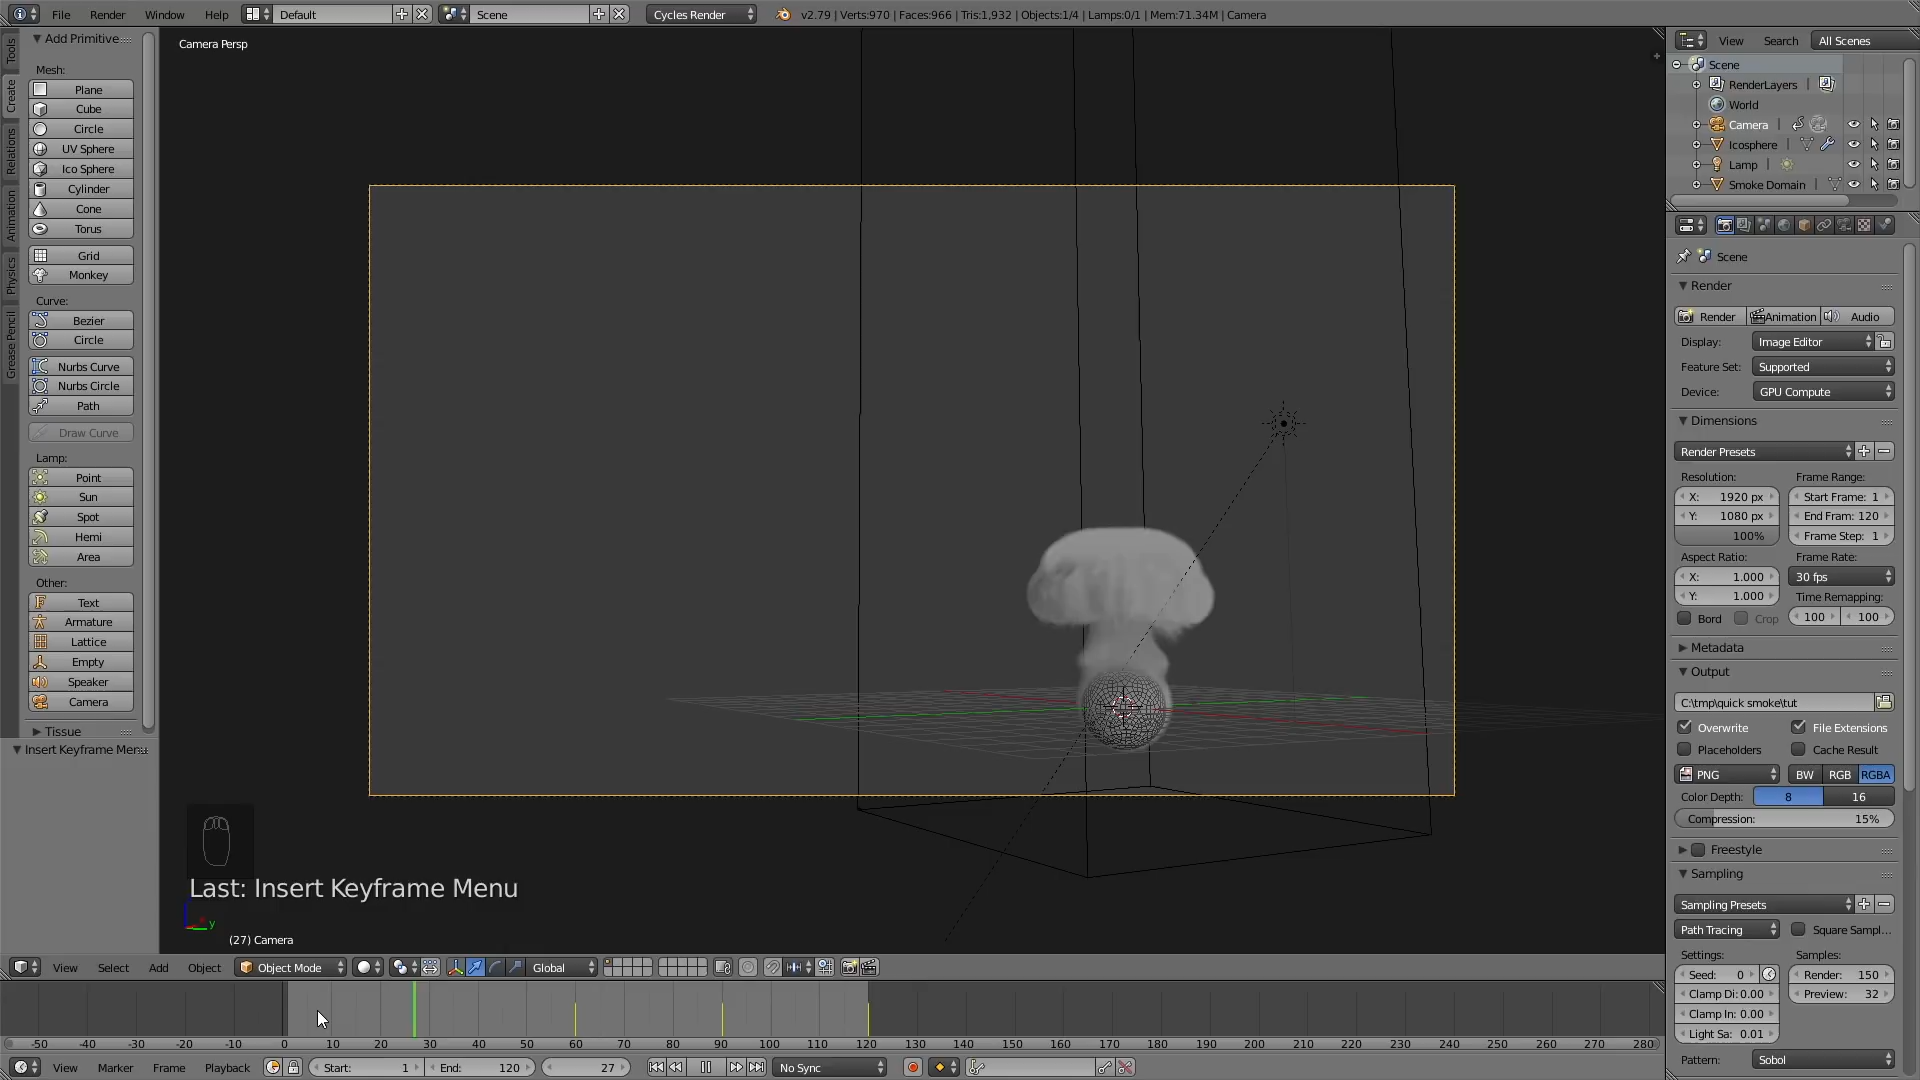 File Render Window Help Default Scene Cycles Render v2.79 | Verts:970 | Faces:966 | Tris:1,932 | Objects:1/4 | Lamps:0/1 | Mem:71.34M | Camera
Add Primitive
Mesh:
Plane
Cube
Circle
UV Sphere
Ico Sphere
Cylinder
Cone
Torus
Grid
Monkey
Curve:
Bezier
Circle
Nurbs Curve
Nurbs Circle
Path
Draw Curve
Lamp:
Point
Sun
Spot
Hemi
Area
Other:
Text
Armature
Lattice
Empty
Speaker
Camera
Tissue
Insert Keyframe Menu
Tools
Create
Relations
Animation
Physics
Grease Pencil
Camera Persp
Last: Insert Keyframe Menu
y
(27) Camera
View Search All Scenes
Scene
RenderLayers
World
Camera
Icosphere
Lamp
Smoke Domain
Scene
Render
Render Animation Audio
Display: Image Editor
Feature Set: Supported
Device: GPU Compute
Dimensions
Render Presets
Resolution: Frame Range:
X: 1920 px Start Frame: 1
Y: 1080 px End Fram: 120
100% Frame Step: 1
Aspect Ratio: Frame Rate:
X: 1.000 30 fps
Y: 1.000 Time Remapping:
Bord Crop 100 100
Metadata
Output
C:\tmp\quick smoke\tut
Overwrite File Extensions
Placeholders Cache Result
PNG BW RGB RGBA
Color Depth: 8 16
Compression: 15%
Freestyle
Sampling
Sampling Presets
Path Tracing Square Sampl...
Settings: Samples:
Seed: 0 Render: 150
Clamp Di: 0.00 Preview: 32
Clamp In: 0.00
Light Sa: 0.01
Pattern: Sobol
View Select Add Object Object Mode Global
-50 -40 -30 -20 -10 0 10 20 30 40 50 60 70 80 90 100 110 120 130 140 150 160 170 180 190 200 210 220 230 240 250 260 270 280
View Marker Frame Playback Start: 1 End: 120 27 No Sync